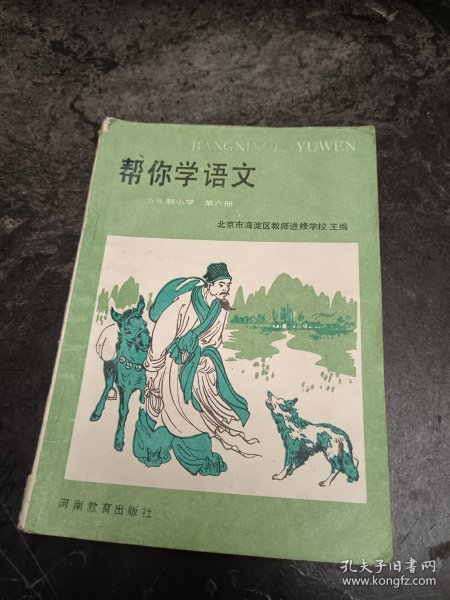 BANGNIXUE YUWEN
帮你学语文
五年制小学 第六册
北京市海淀区教师进修学校 主编
河南教育出版社
孔夫子旧书网
www.kongfz.com